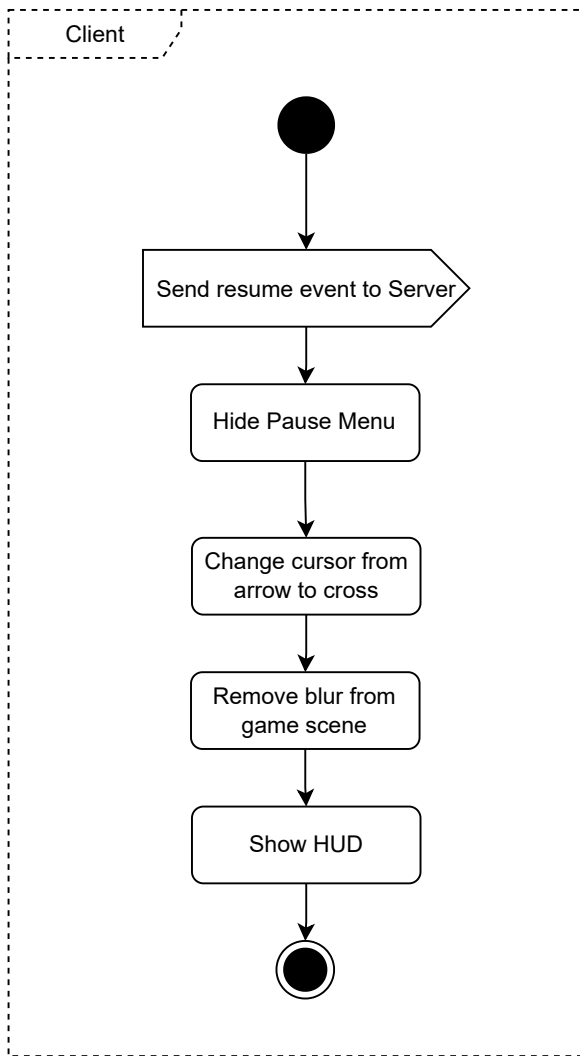 Client
Send resume event to Server
Hide Pause Menu
Change cursor from
arrow to cross
Remove blur from
game scene
Show HUD